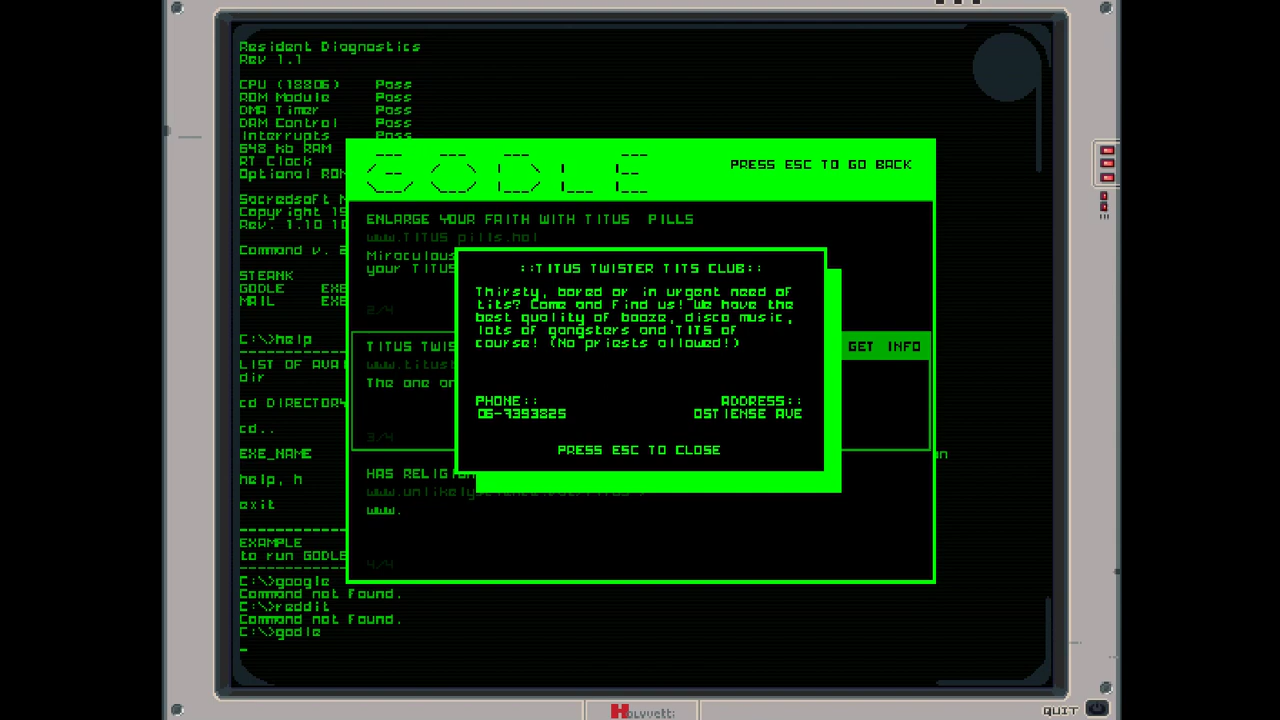 Resident Diagnostics
Rev 1.1
CPU (18806) Pass
ROM Module Pass
DMA Timer Pass
DAM Control Pass
Interrupts Pass
648 Kb RAM
RT Clock
Optional ROM
Sacredsoft
Copyright 19
Rev. 1.10 10
Command v. 2
STEANK
GODLE EXE
MAIL EXE
C:\>help
LIST OF AVAI
dir
cd DIRECTORY
cd..
EXE_NAME
help, h
exit
EXAMPLE
to run GODLE
C:\>google
Command not found.
C:\>reddit
Command not found.
C:\>godle
GODLE
PRESS ESC TO GO BACK
ENLARGE YOUR FAITH WITH TITUS PILLS
www.TITUS pills.hol
Miraculous
your TITUS
2/4
TITUS TWIS
www.titust
The one or
3/4
GET INFO
HAS RELIGION
www.
4/4
::TITUS TWISTER TITS CLUB::
Thirsty, bored or in urgent need of
tits? Come and find us! We have the
best quality of booze, disco music,
lots of gangsters and TITS of
course! (No priests allowed!)
PHONE:: ADDRESS::
06-7393825 OSTIENSE AVE
PRESS ESC TO CLOSE
Holyvetti
QUIT